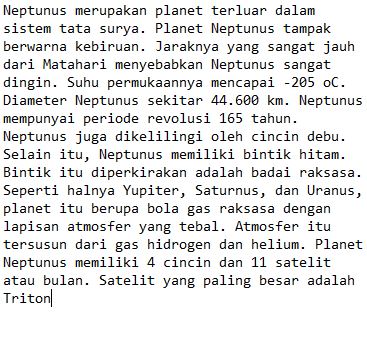 Neptunus merupakan planet terluar dalam
sistem tata surya. Planet Neptunus tampak
berwarna kebiruan. Jaraknya yang sangat jauh
dari Matahari menyebabkan Neptunus sangat
dingin. Suhu permukaannya mencapai -205 oC.
Diameter Neptunus sekitar 44.600 km. Neptunus
mempunyai periode revolusi 165 tahun.
Neptunus juga dikelilingi oleh cincin debu.
Selain itu, Neptunus memiliki bintik hitam.
Bintik itu diperkirakan adalah badai raksasa.
Seperti halnya Yupiter, Saturnus, dan Uranus,
planet itu berupa bola gas raksasa dengan
lapisan atmosfer yang tebal. Atmosfer itu
tersusun dari gas hidrogen dan helium. Planet
Neptunus memiliki 4 cincin dan 11 satelit
atau bulan. Satelit yang paling besar adalah
Triton